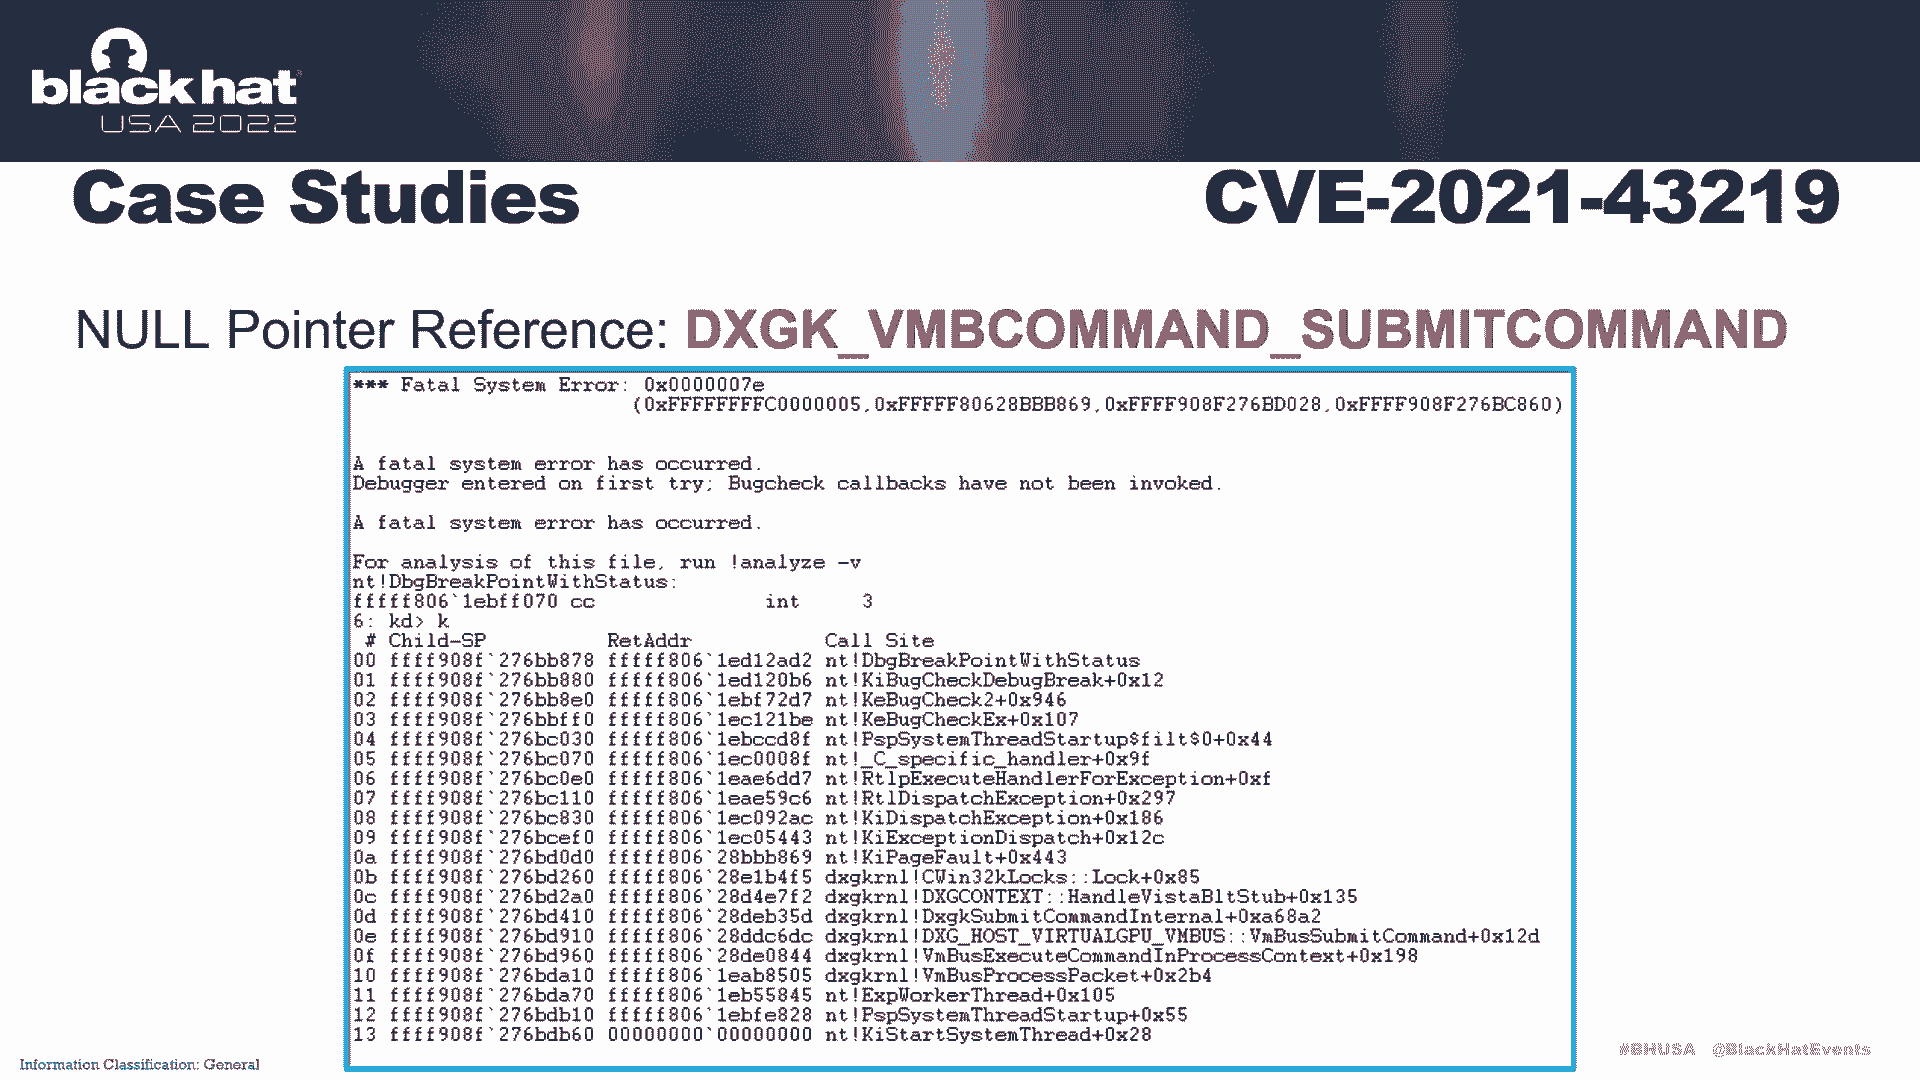 black hat
USA 2022
Case Studies
CVE-2021-43219
NULL Pointer Reference: DXGK_VMBCOMMAND_SUBMITCOMMAND
*** Fatal System Error: 0x0000007e
(0xFFFFFFFFC0000005,0xFFFFF80628BBB869,0xFFFF908F276BD028,0xFFFF908F276BC860)
A fatal system error has occurred.
Debugger entered on first try; Bugcheck callbacks have not been invoked.
A fatal system error has occurred.
For analysis of this file, run !analyze -v
nt!DbgBreakPointWithStatus:
fffff806`1ebff070 cc int 3
6: kd> k
# Child-SP RetAddr Call Site
00 ffff908f`276bb878 fffff806`1ed12ad2 nt!DbgBreakPointWithStatus
01 ffff908f`276bb880 fffff806`1ed120b6 nt!KiBugCheckDebugBreak+0x12
02 ffff908f`276bb8e0 fffff806`1ebf72d7 nt!KeBugCheck2+0x946
03 ffff908f`276bbff0 fffff806`1ec121be nt!KeBugCheckEx+0x107
04 ffff908f`276bc030 fffff806`1ebccd8f nt!PspSystemThreadStartup$filt$0+0x44
05 ffff908f`276bc070 fffff806`1ec0008f nt!_C_specific_handler+0x9f
06 ffff908f`276bc0e0 fffff806`1eae6dd7 nt!RtlpExecuteHandlerForException+0xf
07 ffff908f`276bc110 fffff806`1eae59c6 nt!RtlDispatchException+0x297
08 ffff908f`276bc830 fffff806`1ec092ac nt!KiDispatchException+0x186
09 ffff908f`276bcef0 fffff806`1ec05443 nt!KiExceptionDispatch+0x12c
0a ffff908f`276bd0d0 fffff806`28bbb869 nt!KiPageFault+0x443
0b ffff908f`276bd260 fffff806`28e1b4f5 dxgkrnl!CWin32kLocks::Lock+0x85
0c ffff908f`276bd2a0 fffff806`28d4e7f2 dxgkrnl!DXGCONTEXT::HandleVistaBltStub+0x135
0d ffff908f`276bd410 fffff806`28deb35d dxgkrnl!DxgkSubmitCommandInternal+0xa68a2
0e ffff908f`276bd910 fffff806`28ddc6dc dxgkrnl!DXG_HOST_VIRTUALGPU_VMBUS::VmBusSubmitCommand+0x12d
0f ffff908f`276bd960 fffff806`28de0844 dxgkrnl!VmBusExecuteCommandInProcessContext+0x198
10 ffff908f`276bda10 fffff806`1eab8505 dxgkrnl!VmBusProcessPacket+0x2b4
11 ffff908f`276bda70 fffff806`1eb55845 nt!ExpWorkerThread+0x105
12 ffff908f`276bdb10 fffff806`1ebfe828 nt!PspSystemThreadStartup+0x55
13 ffff908f`276bdb60 00000000`00000000 nt!KiStartSystemThread+0x28
Information Classification: General
#BHUSA @BlackHatEvents